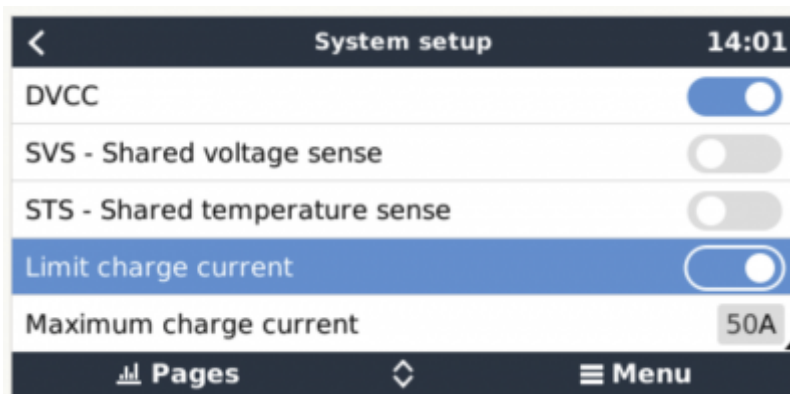 System setup 14:01
DVCC
SVS - Shared voltage sense
STS - Shared temperature sense
Limit charge current
Maximum charge current 50A
Pages Menu